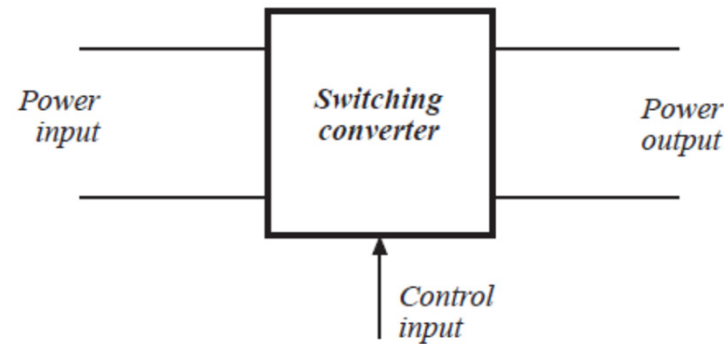 Power
input
Switching
converter
Power
output
Control
input